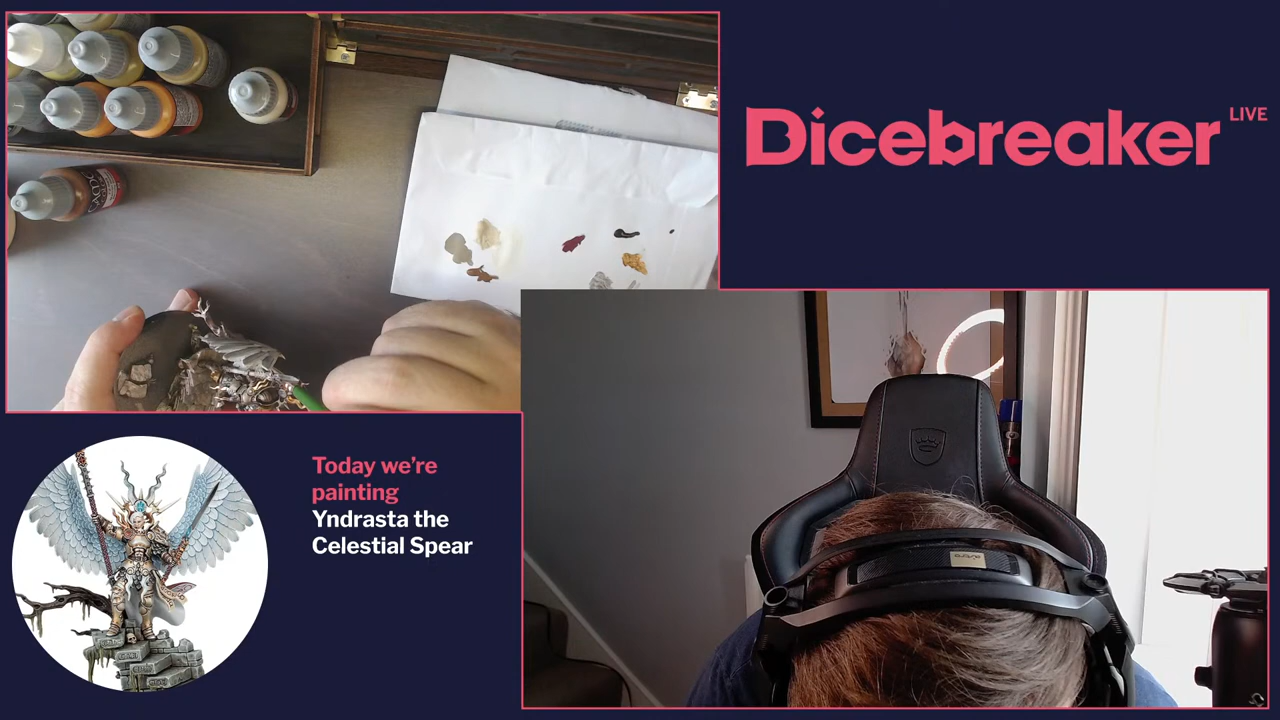 Dicebreaker LIVE
Today we're
painting
Yndrasta the
Celestial Spear